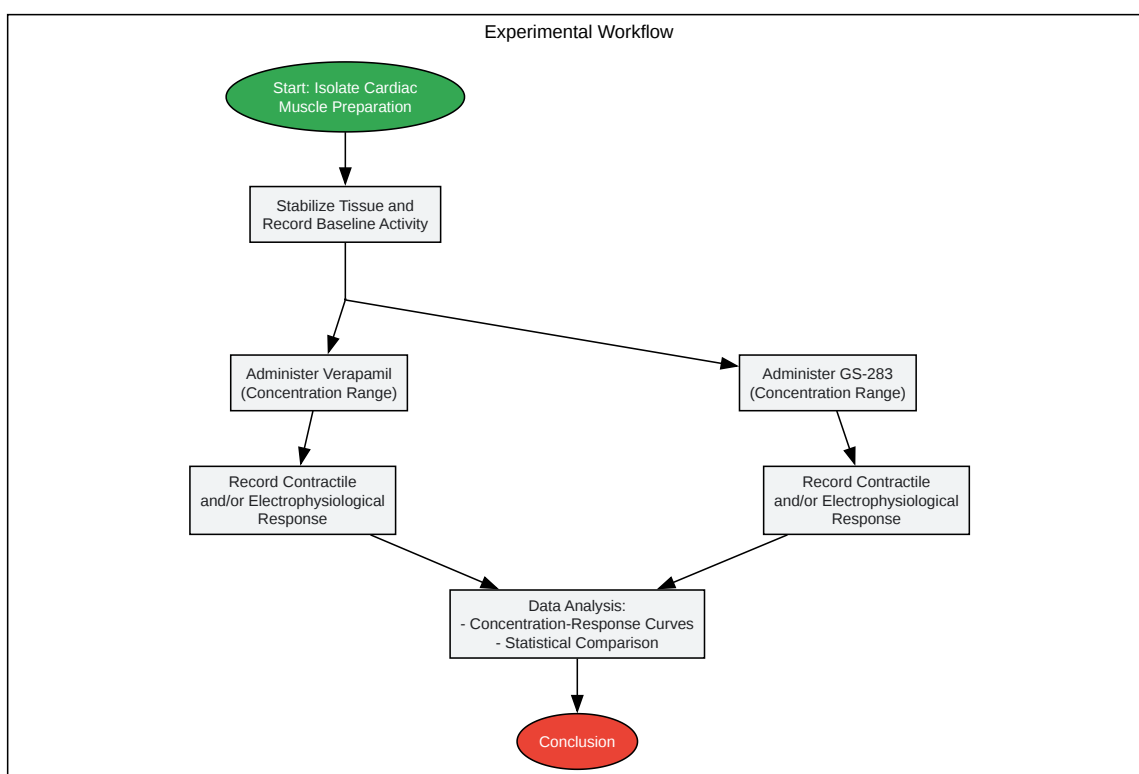 Experimental Workflow
Start: Isolate Cardiac
Muscle Preparation
Stabilize Tissue and
Record Baseline Activity
Administer Verapamil
(Concentration Range)
Administer GS-283
(Concentration Range)
Record Contractile
and/or Electrophysiological
Response
Record Contractile
and/or Electrophysiological
Response
Data Analysis:
- Concentration-Response Curves
- Statistical Comparison
Conclusion